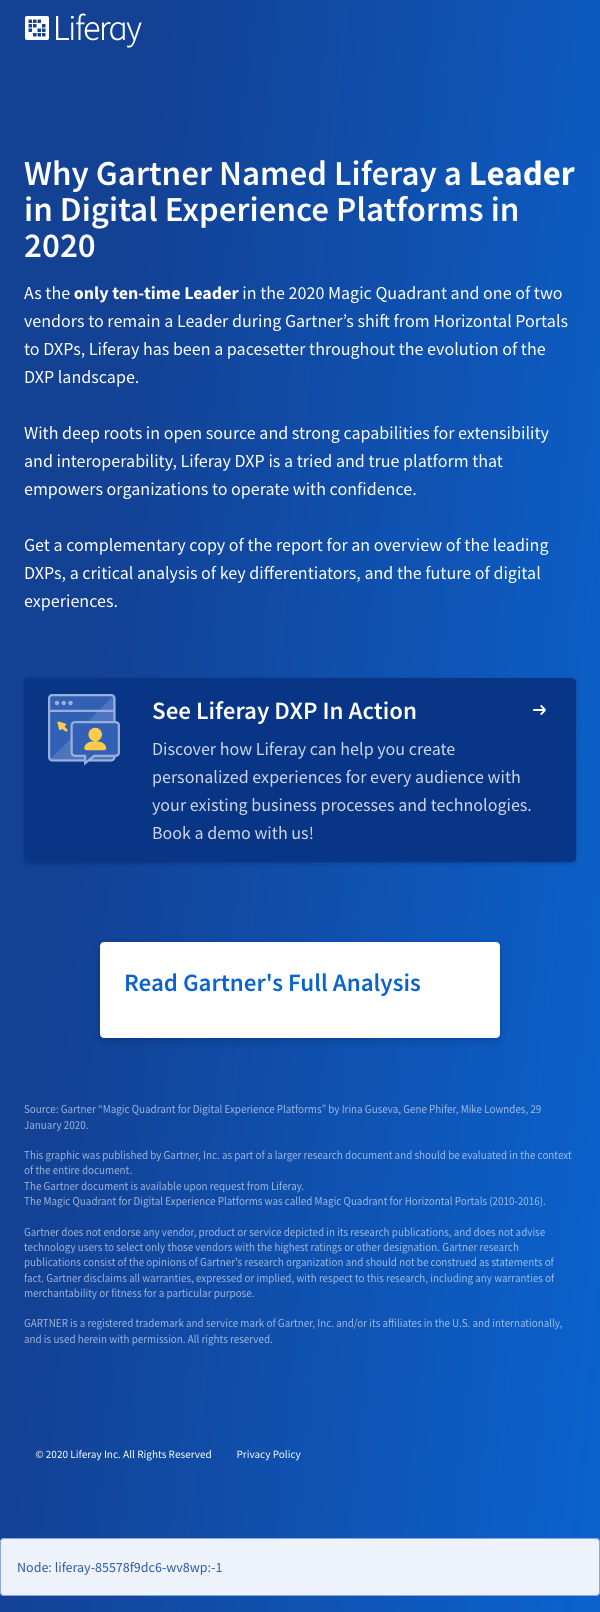 Liferay
Why Gartner Named Liferay a Leader
in Digital Experience Platforms in
2020
As the only ten-time Leader in the 2020 Magic Quadrant and one of two
vendors to remain a Leader during Gartner’s shift from Horizontal Portals
to DXPs, Liferay has been a pacesetter throughout the evolution of the
DXP landscape.
With deep roots in open source and strong capabilities for extensibility
and interoperability, Liferay DXP is a tried and true platform that
empowers organizations to operate with confidence.
Get a complementary copy of the report for an overview of the leading
DXPs, a critical analysis of key differentiators, and the future of digital
experiences.
See Liferay DXP In Action
Discover how Liferay can help you create
personalized experiences for every audience with
your existing business processes and technologies.
Book a demo with us!
Read Gartner's Full Analysis
Source: Gartner “Magic Quadrant for Digital Experience Platforms” by Irina Guseva, Gene Phifer, Mike Lowndes, 29
January 2020.
This graphic was published by Gartner, Inc. as part of a larger research document and should be evaluated in the context
of the entire document.
The Gartner document is available upon request from Liferay.
The Magic Quadrant for Digital Experience Platforms was called Magic Quadrant for Horizontal Portals (2010-2016).
Gartner does not endorse any vendor, product or service depicted in its research publications, and does not advise
technology users to select only those vendors with the highest ratings or other designation. Gartner research
publications consist of the opinions of Gartner's research organization and should not be construed as statements of
fact. Gartner disclaims all warranties, expressed or implied, with respect to this research, including any warranties of
merchantability or fitness for a particular purpose.
GARTNER is a registered trademark and service mark of Gartner, Inc. and/or its affiliates in the U.S. and internationally,
and is used herein with permission. All rights reserved.
© 2020 Liferay Inc. All Rights Reserved Privacy Policy
Node: liferay-85578f9dc6-wv8wp:-1